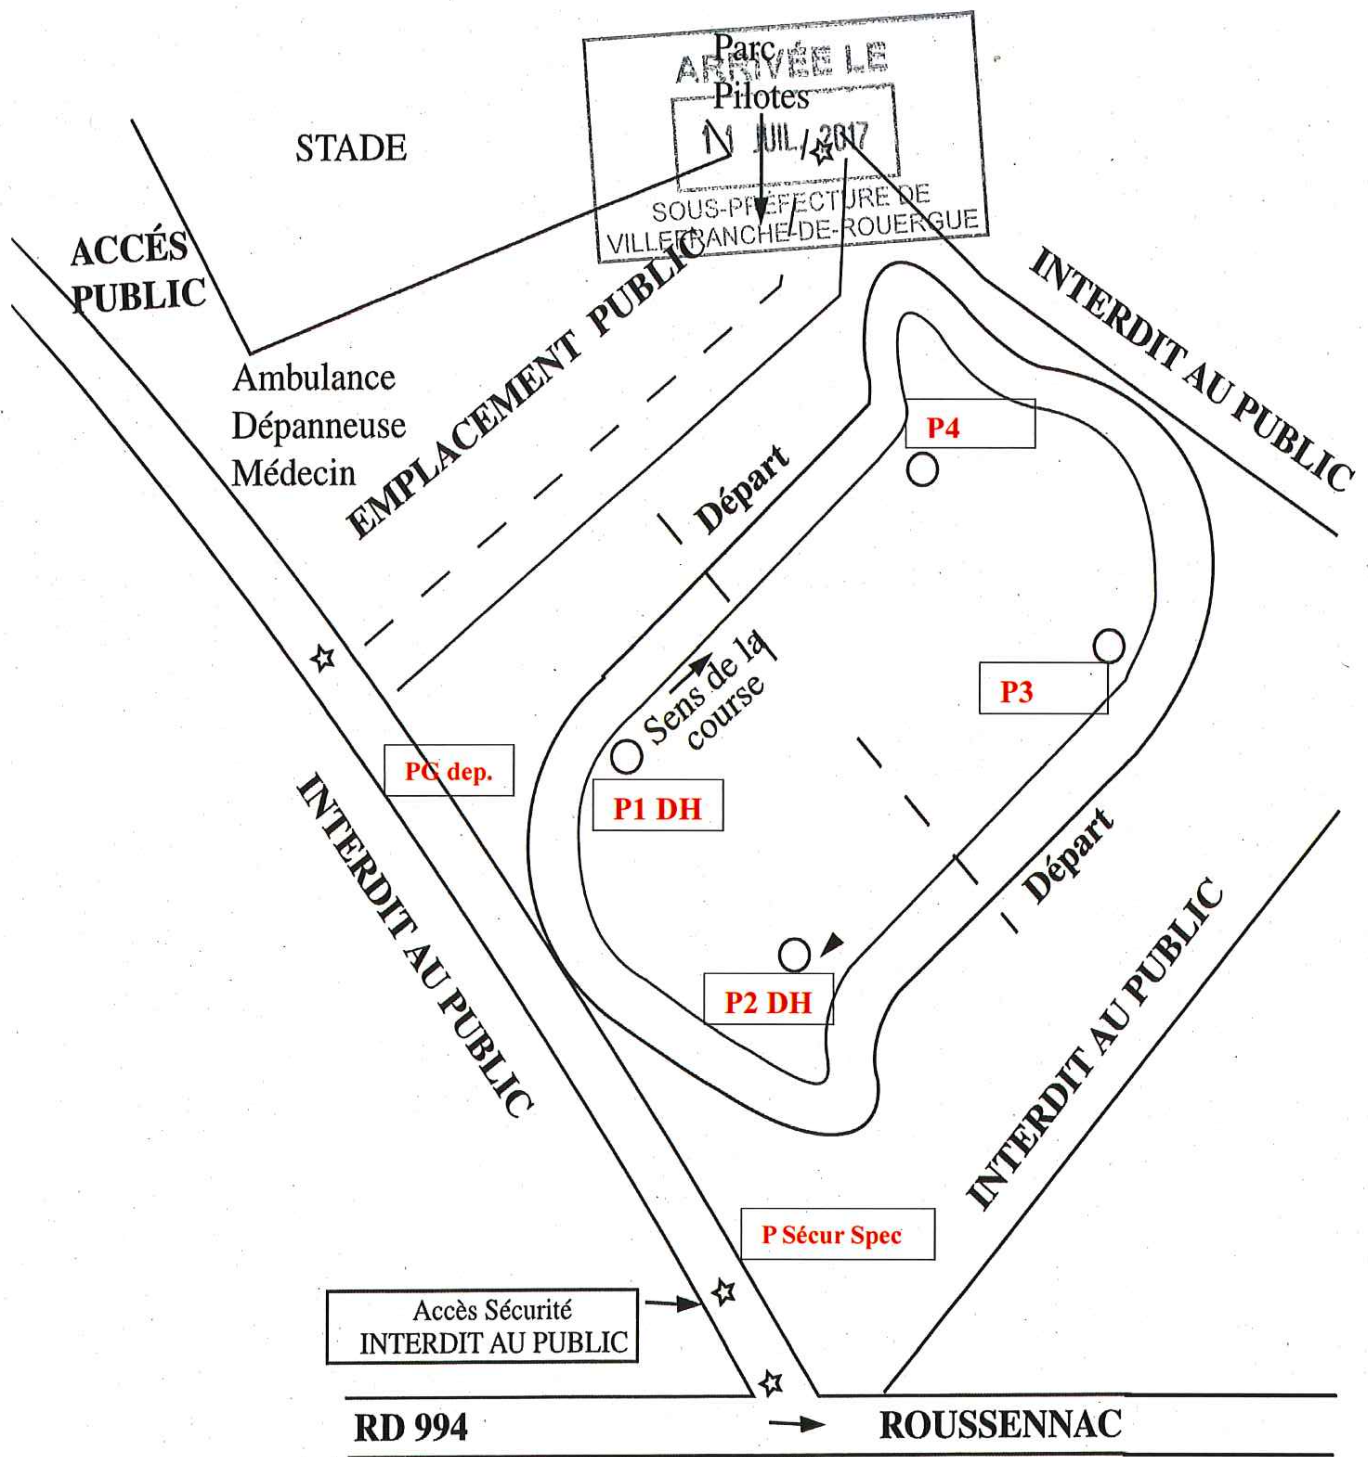 Parc
Pilotes
ARRIVÉE LE
JUIL. 2017
SOUS-PRÉFECTURE DE
VILLEFRANCHE-DE-ROUERGUE
STADE
ACCÉS
PUBLIC
Ambulance
Dépanneuse
Médecin
EMPLACEMENT PUBLIC
INTERDIT AU PUBLIC
P4
Départ
Sens de la
course
P3
PC dep.
P1 DH
INTERDIT AU PUBLIC
Départ
P2 DH
INTERDIT AU PUBLIC
P Sécur Spec
Accès Sécurité
INTERDIT AU PUBLIC
RD 994
ROUSSENNAC